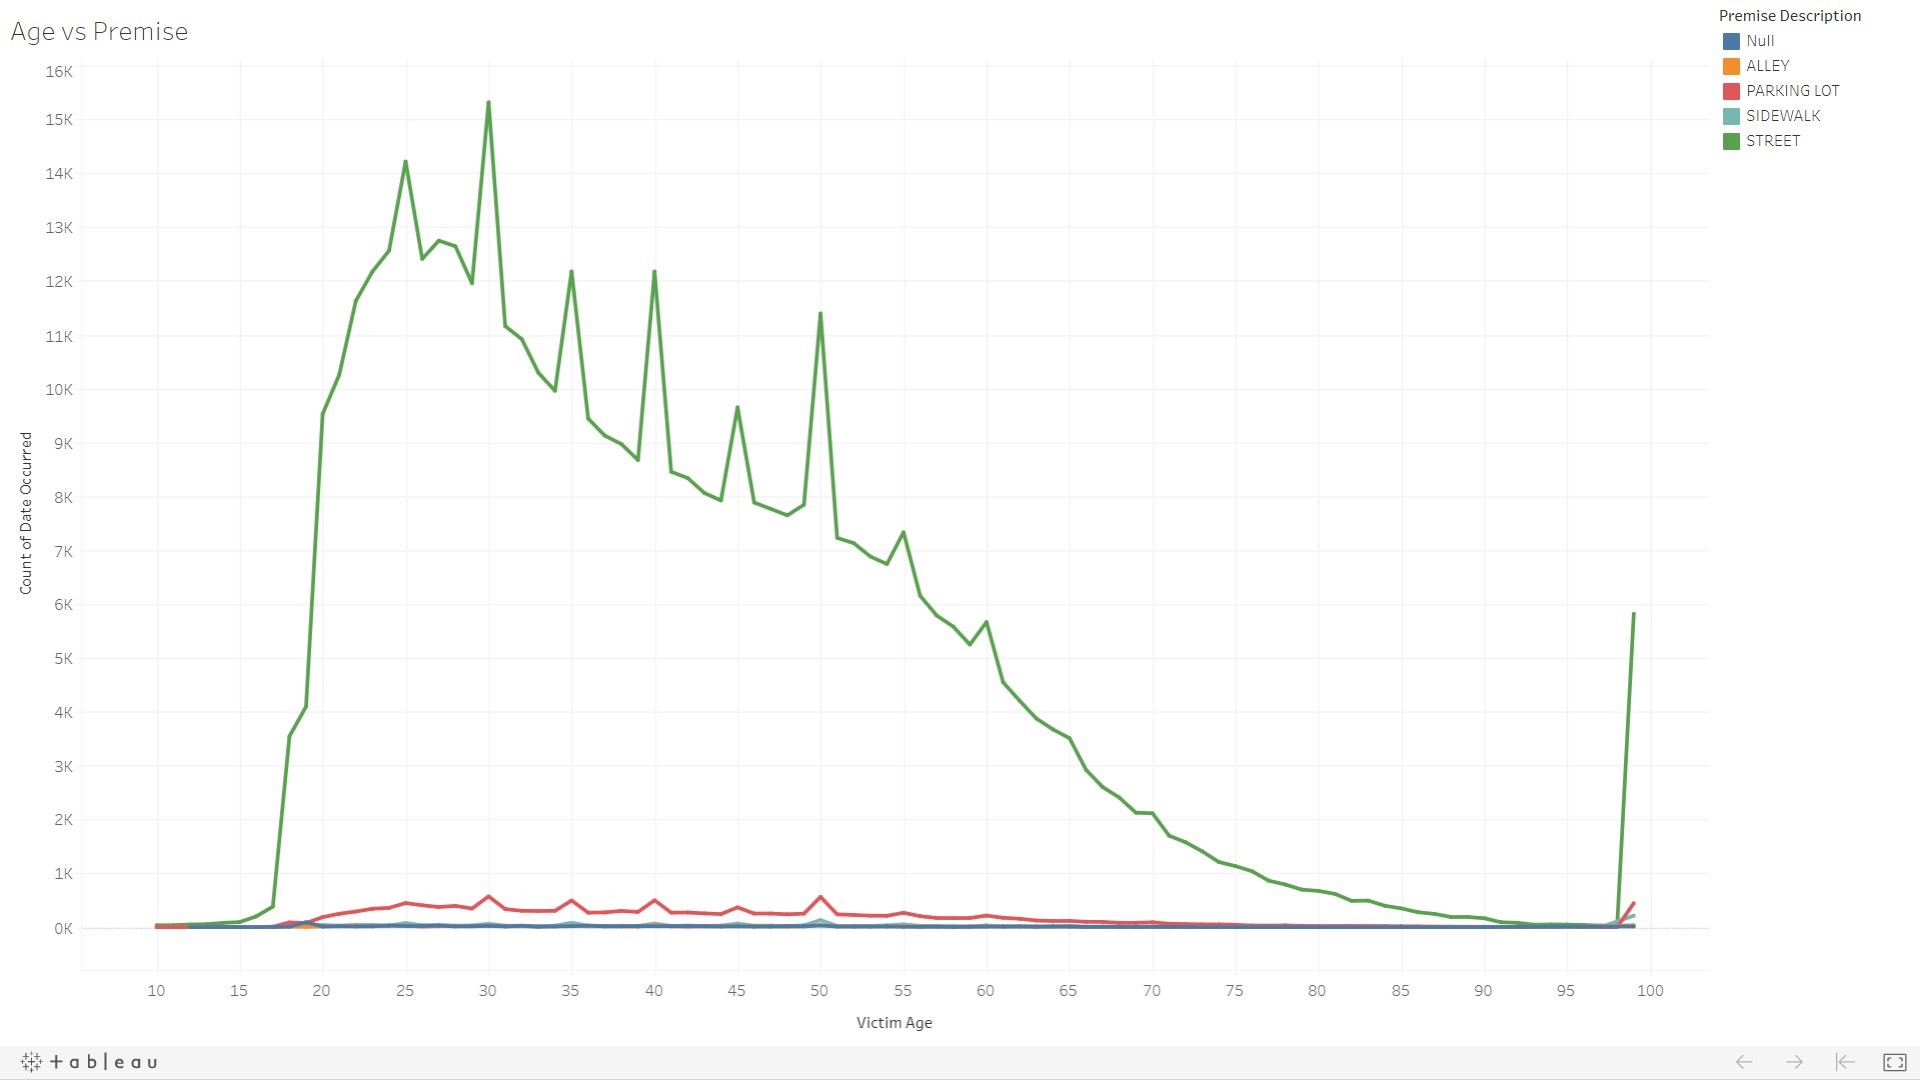 Age vs Premise
Premise Description
Null
ALLEY
PARKING LOT
SIDEWALK
STREET
16K
15K
14K
13K
12K
11K
10K
9K
8K
7K
6K
5K
4K
3K
2K
1K
0K
Count of Date Occurred
10 15 20 25 30 35 40 45 50 55 60 65 70 75 80 85 90 95 100
Victim Age
+ a b l e a u